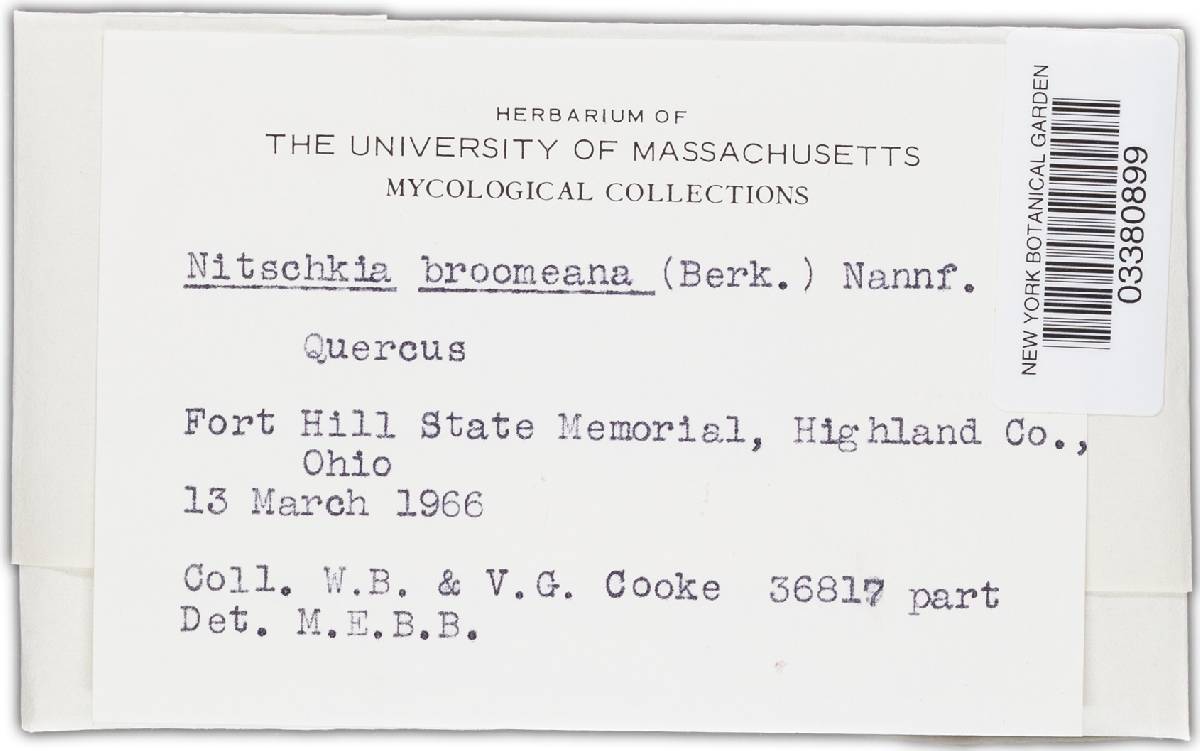 HERBARIUM OF
THE UNIVERSITY OF MASSACHUSETTS
MYCOLOGICAL COLLECTIONS
Nitschkia broomeana (Berk.) Nannf.
Quercus
Fort Hill State Memorial, Highland Co.,
Ohio
13 March 1966
Coll. W.B. & V.G. Cooke 36817 part
Det. M.E.B.B.
NEW YORK BOTANICAL GARDEN
03380899